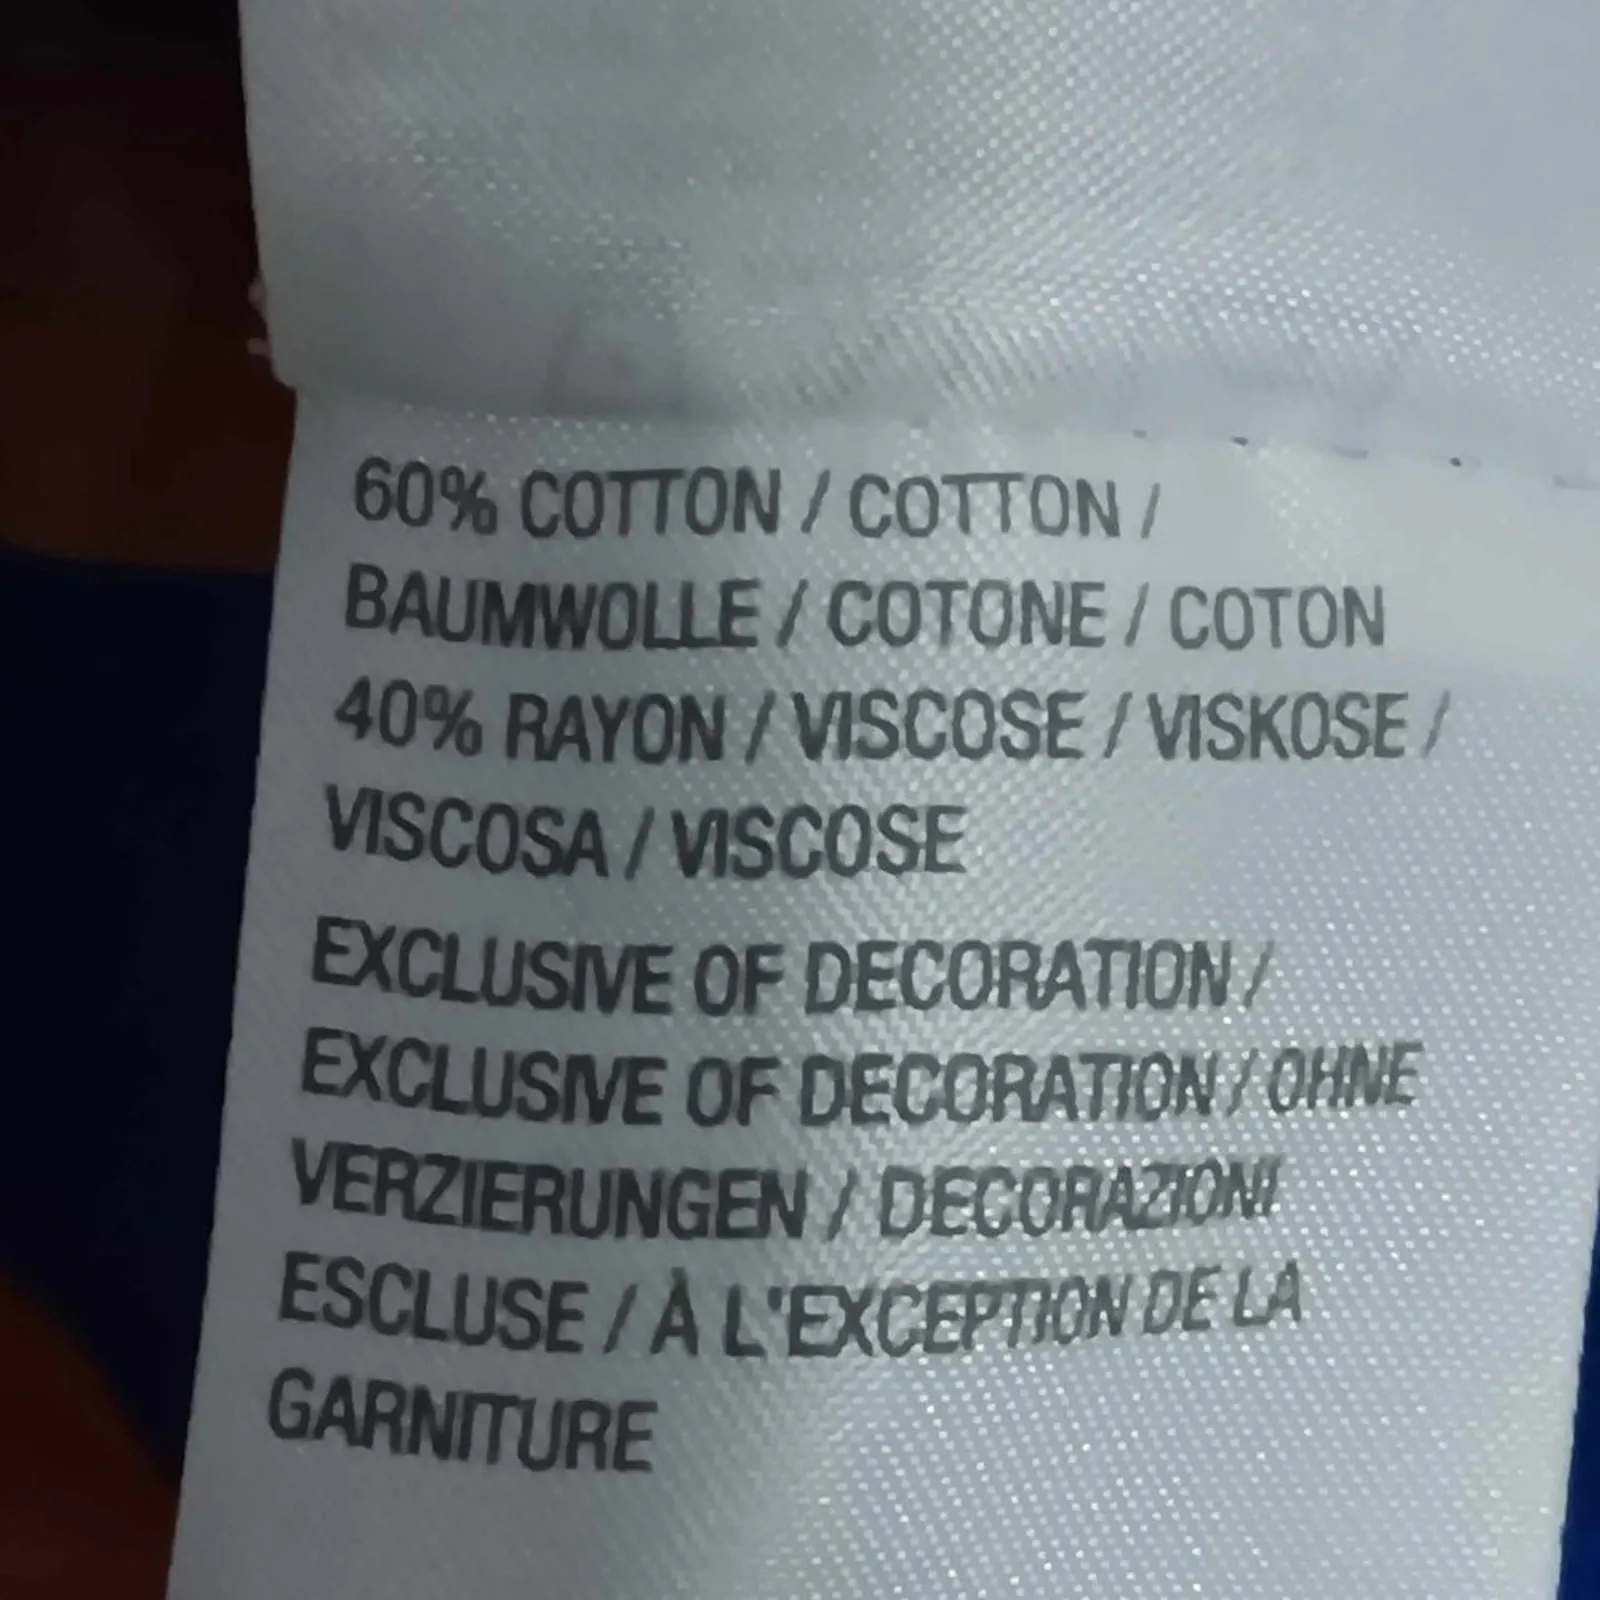 60% COTTON / COTTON /
BAUMWOLLE / COTONE / COTON
40% RAYON / VISCOSE / VISKOSE /
VISCOSA / VISCOSE
EXCLUSIVE OF DECORATION /
EXCLUSIVE OF DECORATION / OHNE
VERZIERUNGEN / DECORAZIONI
ESCLUSE / À L'EXCEPTION DE LA
GARNITURE